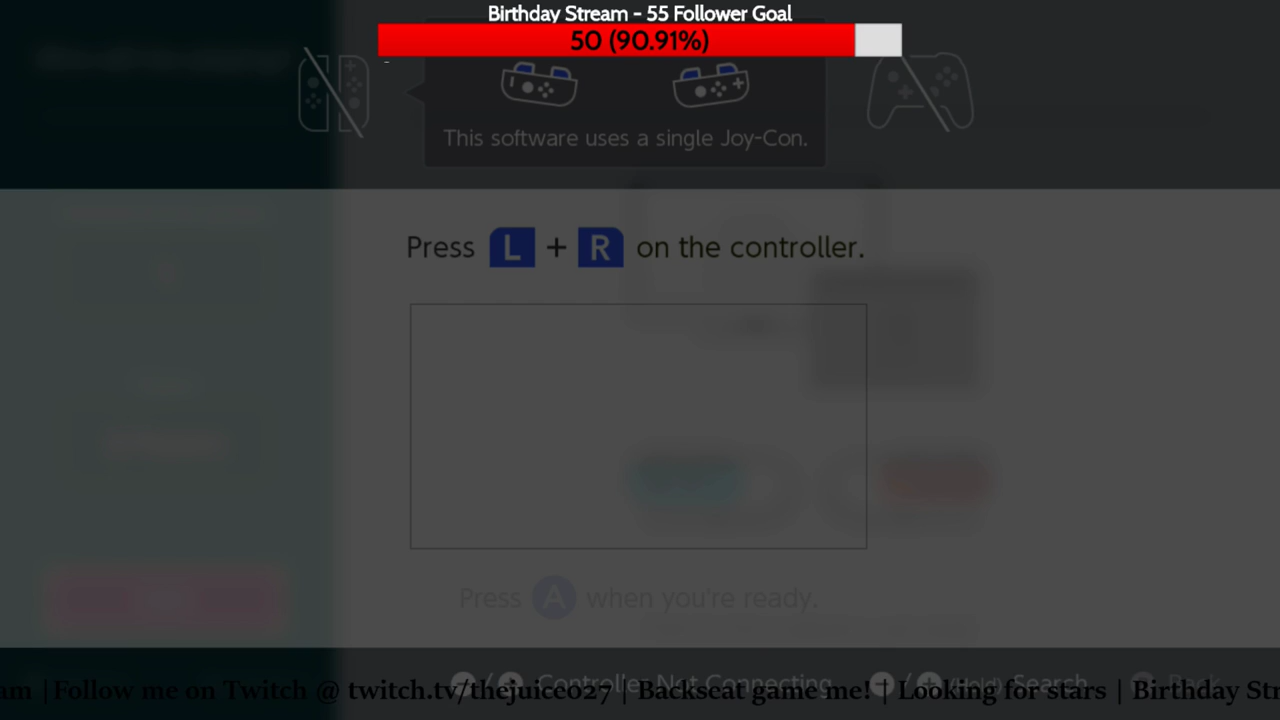 Birthday Stream - 55 Follower Goal
50 (90.91%)
This software uses a single Joy-Con.
Press L + R on the controller.
Press A when you're ready.
Controller Not Connecting
(Hold) Search
Back
am | Follow me on Twitch @ twitch.tv/thejuice027 | Backseat game me! | Looking for stars | Birthday Str